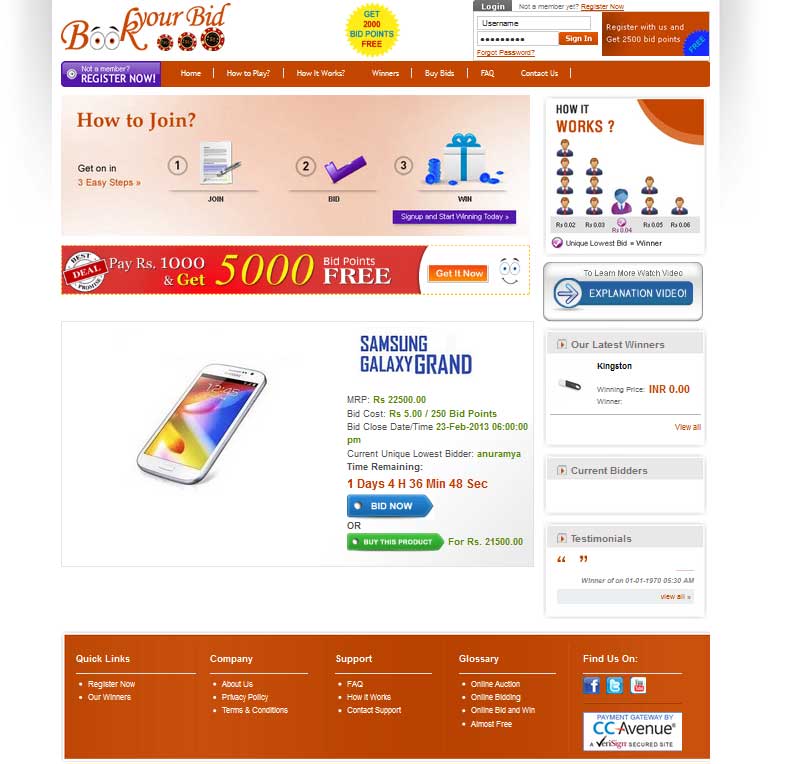 Book your Bid
GET
2000
BID POINTS
FREE
Login
Not a member yet? Register Now
Username
Sign In
Forgot Password?
Register with us and
Get 2500 bid points
FREE
Not a member?
REGISTER NOW!
Home
How to Play?
How It Works?
Winners
Buy Bids
FAQ
Contact Us
How to Join?
Get on in
3 Easy Steps »
1
JOIN
2
BID
3
WIN
Signup and Start Winning Today »
HOW IT
WORKS ?
Rs 0.02
Rs 0.03
Rs 0.04
Rs 0.05
Rs 0.06
Unique Lowest Bid = Winner
BEST
DEAL
Pay Rs. 1000
& Get 5000 Bid Points
FREE
Get It Now
To Learn More Watch Video
EXPLANATION VIDEO!
SAMSUNG
GALAXY GRAND
MRP: Rs 22500.00
Bid Cost: Rs 5.00 / 250 Bid Points
Bid Close Date/Time 23-Feb-2013 06:00:00
pm
Current Unique Lowest Bidder: anuramya
Time Remaining:
1 Days 4 H 36 Min 48 Sec
BID NOW
OR
BUY THIS PRODUCT For Rs. 21500.00
Our Latest Winners
Kingston
Winning Price: INR 0.00
Winner:
View all
Current Bidders
Testimonials
“ ”
Winner of on 01-01-1970 05:30 AM
view all »
Quick Links
Register Now
Our Winners
Company
About Us
Privacy Policy
Terms & Conditions
Support
FAQ
How it Works
Contact Support
Glossary
Online Auction
Online Bidding
Online Bid and Win
Almost Free
Find Us On:
PAYMENT GATEWAY BY
CCAvenue®
A VeriSign SECURED SITE